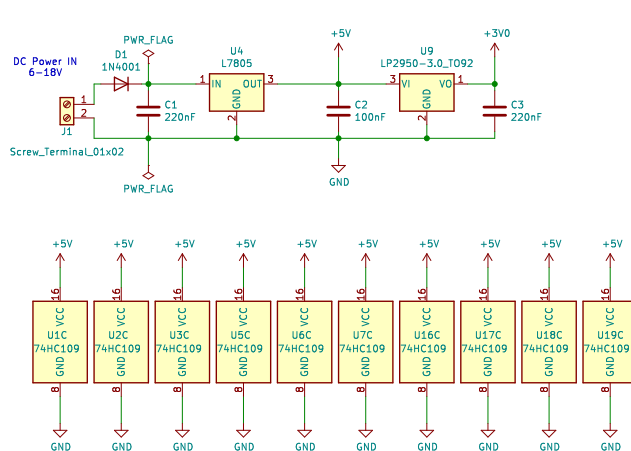 PWR_FLAG
+5V
+3V0
DC Power IN
6-18V
D1
1N4001
U4
L7805
U9
LP2950-3.0_TO92
1
IN
OUT
3
GND
2
3
VI
VO
1
GND
2
1
2
J1
Screw_Terminal_01x02
C1
220nF
C2
100nF
C3
220nF
PWR_FLAG
GND
+5V +5V +5V +5V +5V +5V +5V +5V +5V +5V
16 16 16 16 16 16 16 16 16 16
VCC VCC VCC VCC VCC VCC VCC VCC VCC VCC
U1C U2C U3C U5C U6C U7C U16C U17C U18C U19C
74HC109 74HC109 74HC109 74HC109 74HC109 74HC109 74HC109 74HC109 74HC109 74HC109
GND GND GND GND GND GND GND GND GND GND
8 8 8 8 8 8 8 8 8 8
GND GND GND GND GND GND GND GND GND GND